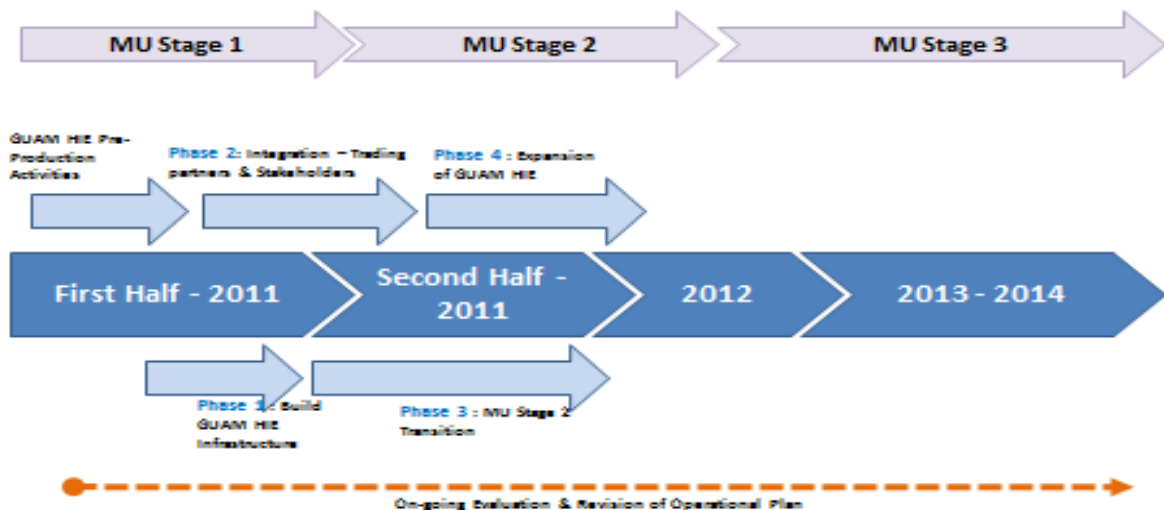 MU Stage 1
MU Stage 2
MU Stage 3
GUAM HIE Pre-
Production
Activities
Phase 2: Integration – Trading
partners & Stakeholders
Phase 4 : Expansion
of GUAM HIE
First Half - 2011
Second Half -
2011
2012
2013 - 2014
Phase 1 : Build
GUAM HIE
Infrastructure
Phase 3 : MU Stage 2
Transition
On-going Evaluation & Revision of Operational Plan